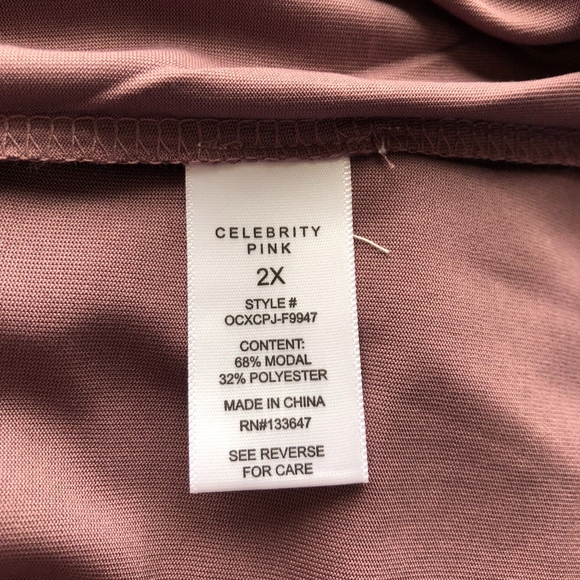 CELEBRITY
PINK
2X
STYLE #
OCXCPJ-F9947
CONTENT:
68% MODAL
32% POLYESTER
MADE IN CHINA
RN#133647
SEE REVERSE
FOR CARE